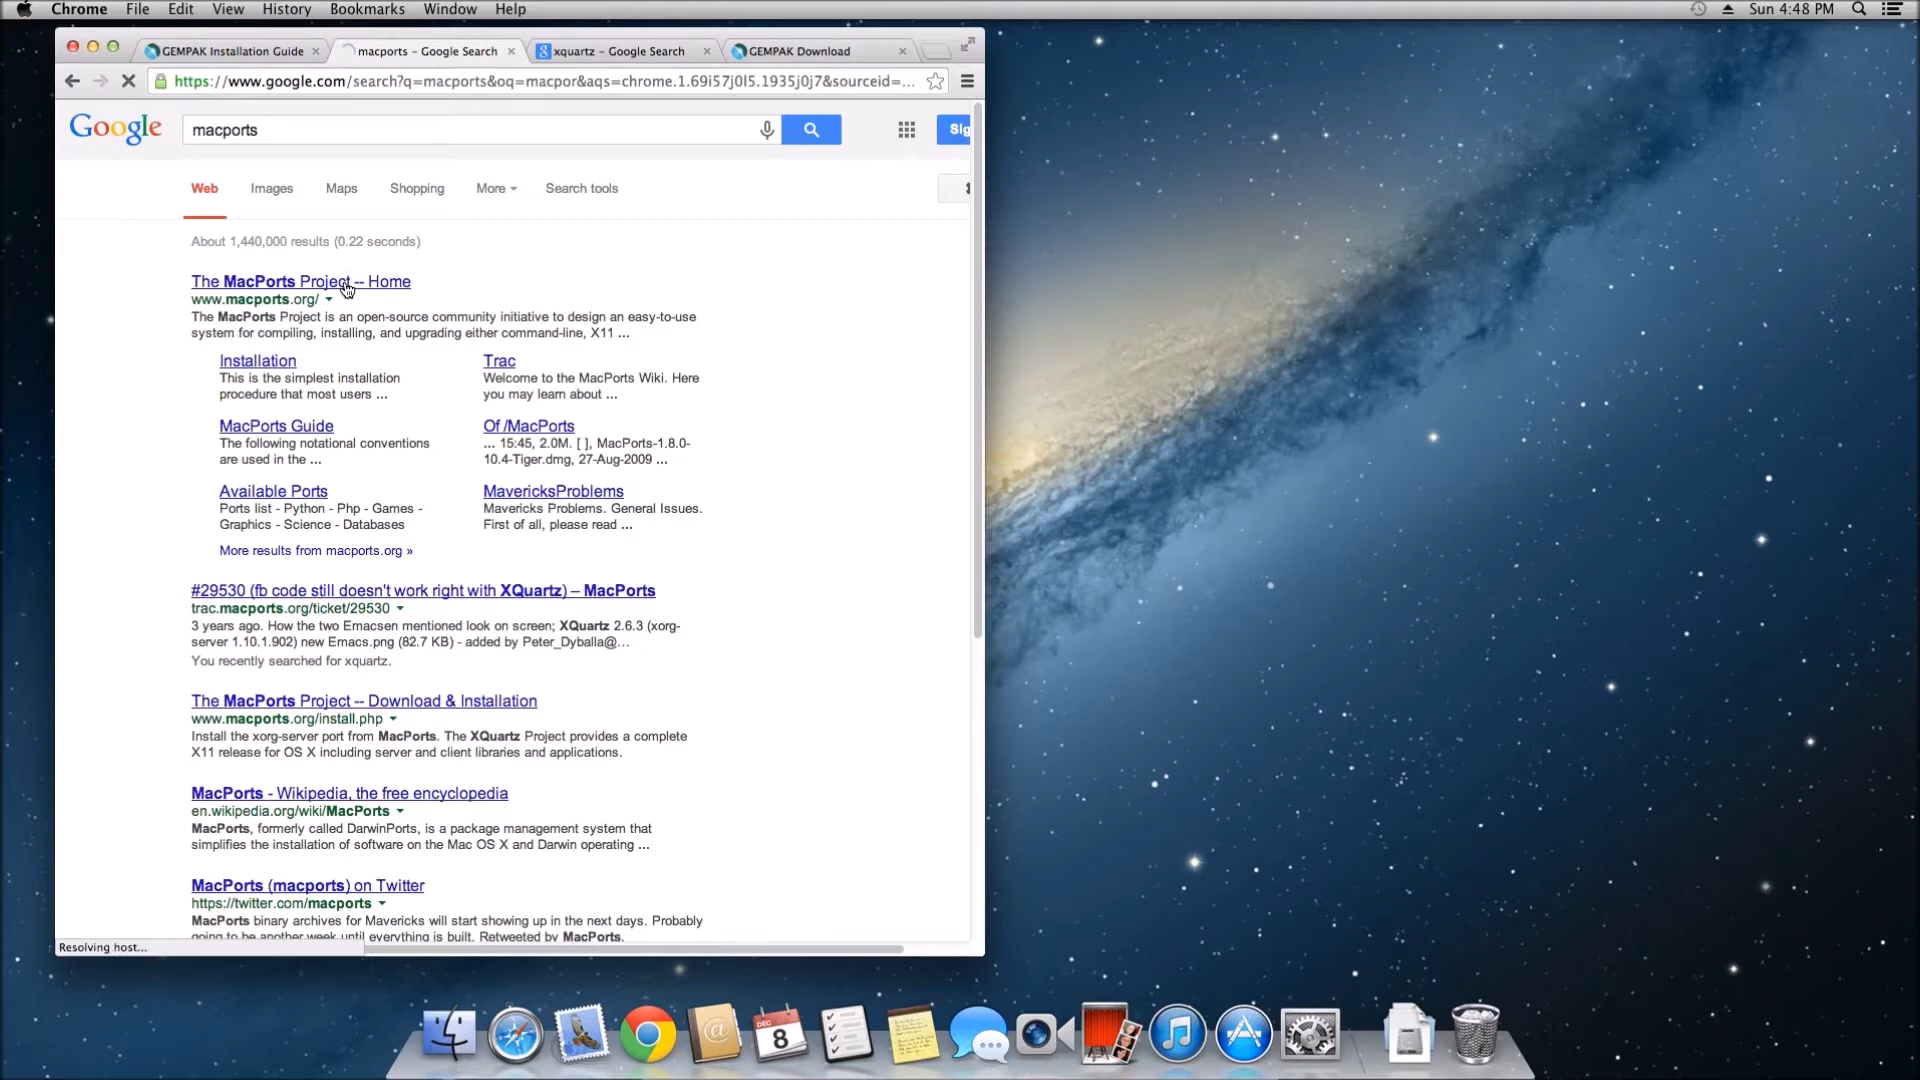 Chrome File Edit View History Bookmarks Window Help Sun 4:48 PM
GEMPAK Installation Guide macports – Google Search xquartz – Google Search GEMPAK Download
https://www.google.com/search?q=macports&oq=macpor&aqs=chrome.1.69i57j0l5.1935j0j7&sourceid=...
Google macports Sig
Web Images Maps Shopping More Search tools
About 1,440,000 results (0.22 seconds)
The MacPorts Project -- Home
www.macports.org/
The MacPorts Project is an open-source community initiative to design an easy-to-use
system for compiling, installing, and upgrading either command-line, X11 ...
Installation
This is the simplest installation
procedure that most users ...
Trac
Welcome to the MacPorts Wiki. Here
you may learn about ...
MacPorts Guide
The following notational conventions
are used in the ...
Of /MacPorts
... 15:45, 2.0M. [ ], MacPorts-1.8.0-
10.4-Tiger.dmg, 27-Aug-2009 ...
Available Ports
Ports list - Python - Php - Games -
Graphics - Science - Databases
MavericksProblems
Mavericks Problems. General Issues.
First of all, please read ...
More results from macports.org »
#29530 (fb code still doesn't work right with XQuartz) – MacPorts
trac.macports.org/ticket/29530
3 years ago. How the two Emacsen mentioned look on screen; XQuartz 2.6.3 (xorg-
server 1.10.1.902) new Emacs.png (82.7 KB) - added by Peter_Dyballa@...
You recently searched for xquartz.
The MacPorts Project -- Download & Installation
www.macports.org/install.php
Install the xorg-server port from MacPorts. The XQuartz Project provides a complete
X11 release for OS X including server and client libraries and applications.
MacPorts - Wikipedia, the free encyclopedia
en.wikipedia.org/wiki/MacPorts
MacPorts, formerly called DarwinPorts, is a package management system that
simplifies the installation of software on the Mac OS X and Darwin operating ...
MacPorts (macports) on Twitter
https://twitter.com/macports
MacPorts binary archives for Mavericks will start showing up in the next days. Probably
going to be another week until everything is built. Retweeted by MacPorts.
Resolving host...
DEC
8